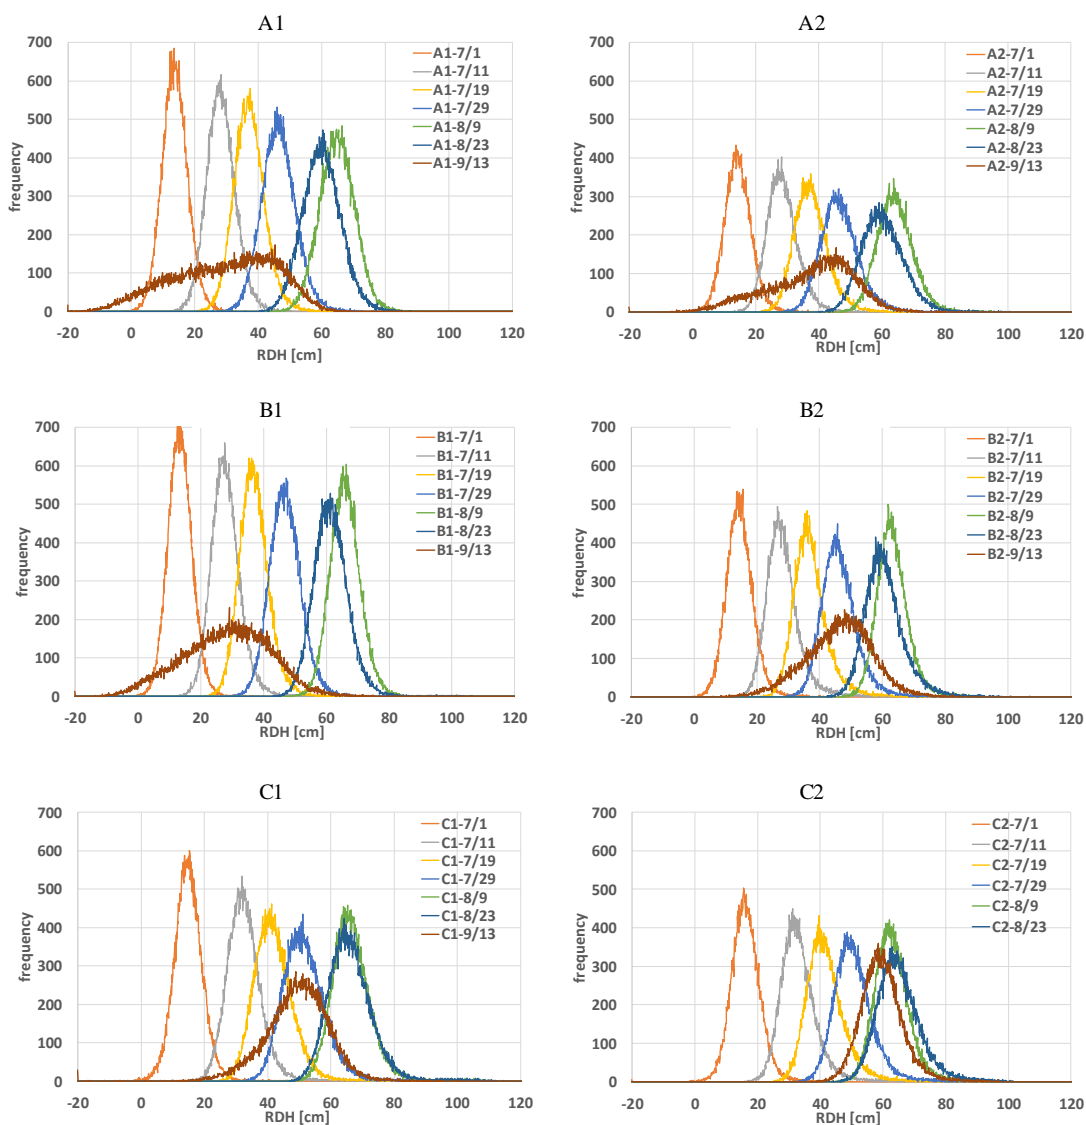 A1
700
600
500
400
300
200
100
0
frequency
-20 0 20 40 60 80 100 120
RDH [cm]
A1-7/1
A1-7/11
A1-7/19
A1-7/29
A1-8/9
A1-8/23
A1-9/13
A2
700
600
500
400
300
200
100
0
frequency
-20 0 20 40 60 80 100 120
RDH [cm]
A2-7/1
A2-7/11
A2-7/19
A2-7/29
A2-8/9
A2-8/23
A2-9/13
B1
700
600
500
400
300
200
100
0
frequency
-20 0 20 40 60 80 100 120
RDH [cm]
B1-7/1
B1-7/11
B1-7/19
B1-7/29
B1-8/9
B1-8/23
B1-9/13
B2
700
600
500
400
300
200
100
0
frequency
-20 0 20 40 60 80 100 120
RDH [cm]
B2-7/1
B2-7/11
B2-7/19
B2-7/29
B2-8/9
B2-8/23
B2-9/13
C1
700
600
500
400
300
200
100
0
frequency
-20 0 20 40 60 80 100 120
RDH [cm]
C1-7/1
C1-7/11
C1-7/19
C1-7/29
C1-8/9
C1-8/23
C1-9/13
C2
700
600
500
400
300
200
100
0
frequency
-20 0 20 40 60 80 100 120
RDH [cm]
C2-7/1
C2-7/11
C2-7/19
C2-7/29
C2-8/9
C2-8/23